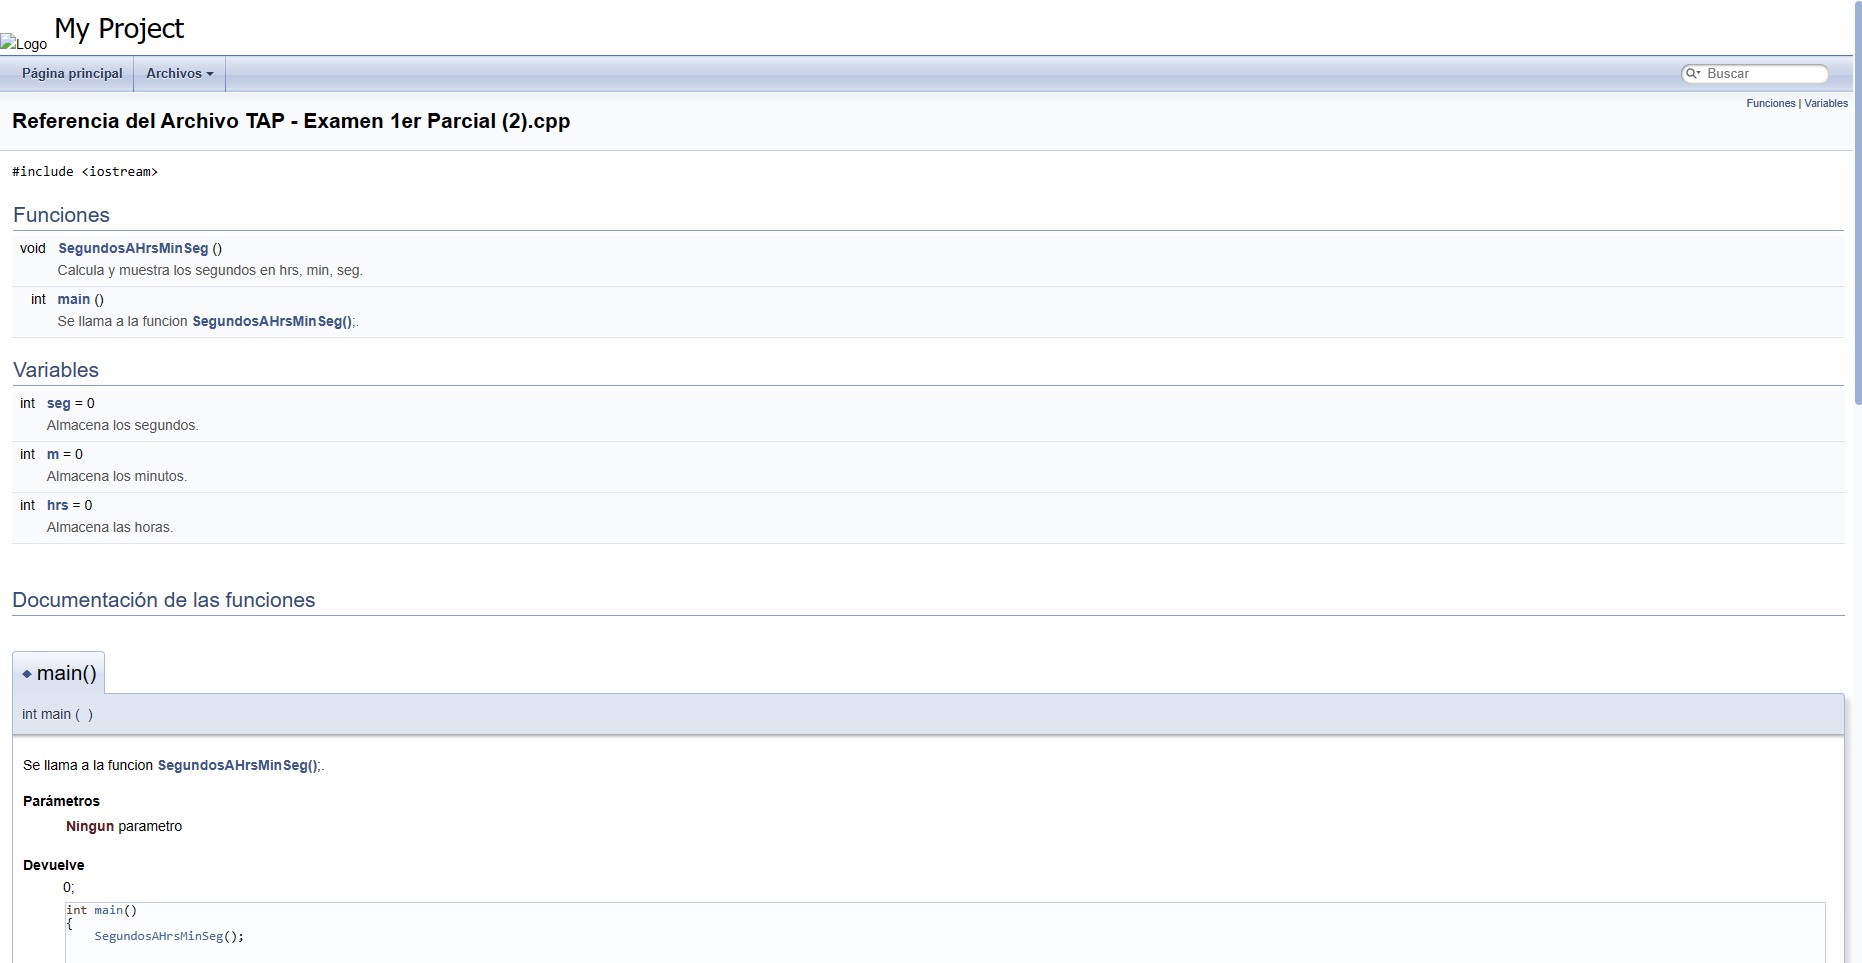 Logo
My Project
Página principal
Archivos
Buscar
Funciones | Variables
Referencia del Archivo TAP - Examen 1er Parcial (2).cpp
#include <iostream>
Funciones
void SegundosAHrsMinSeg ()
Calcula y muestra los segundos en hrs, min, seg.
int main ()
Se llama a la funcion SegundosAHrsMinSeg();.
Variables
int seg = 0
Almacena los segundos.
int m = 0
Almacena los minutos.
int hrs = 0
Almacena las horas.
Documentación de las funciones
◆ main()
int main ( )
Se llama a la funcion SegundosAHrsMinSeg();.
Parámetros
Ningun parametro
Devuelve
0;
int main()
{
SegundosAHrsMinSeg();